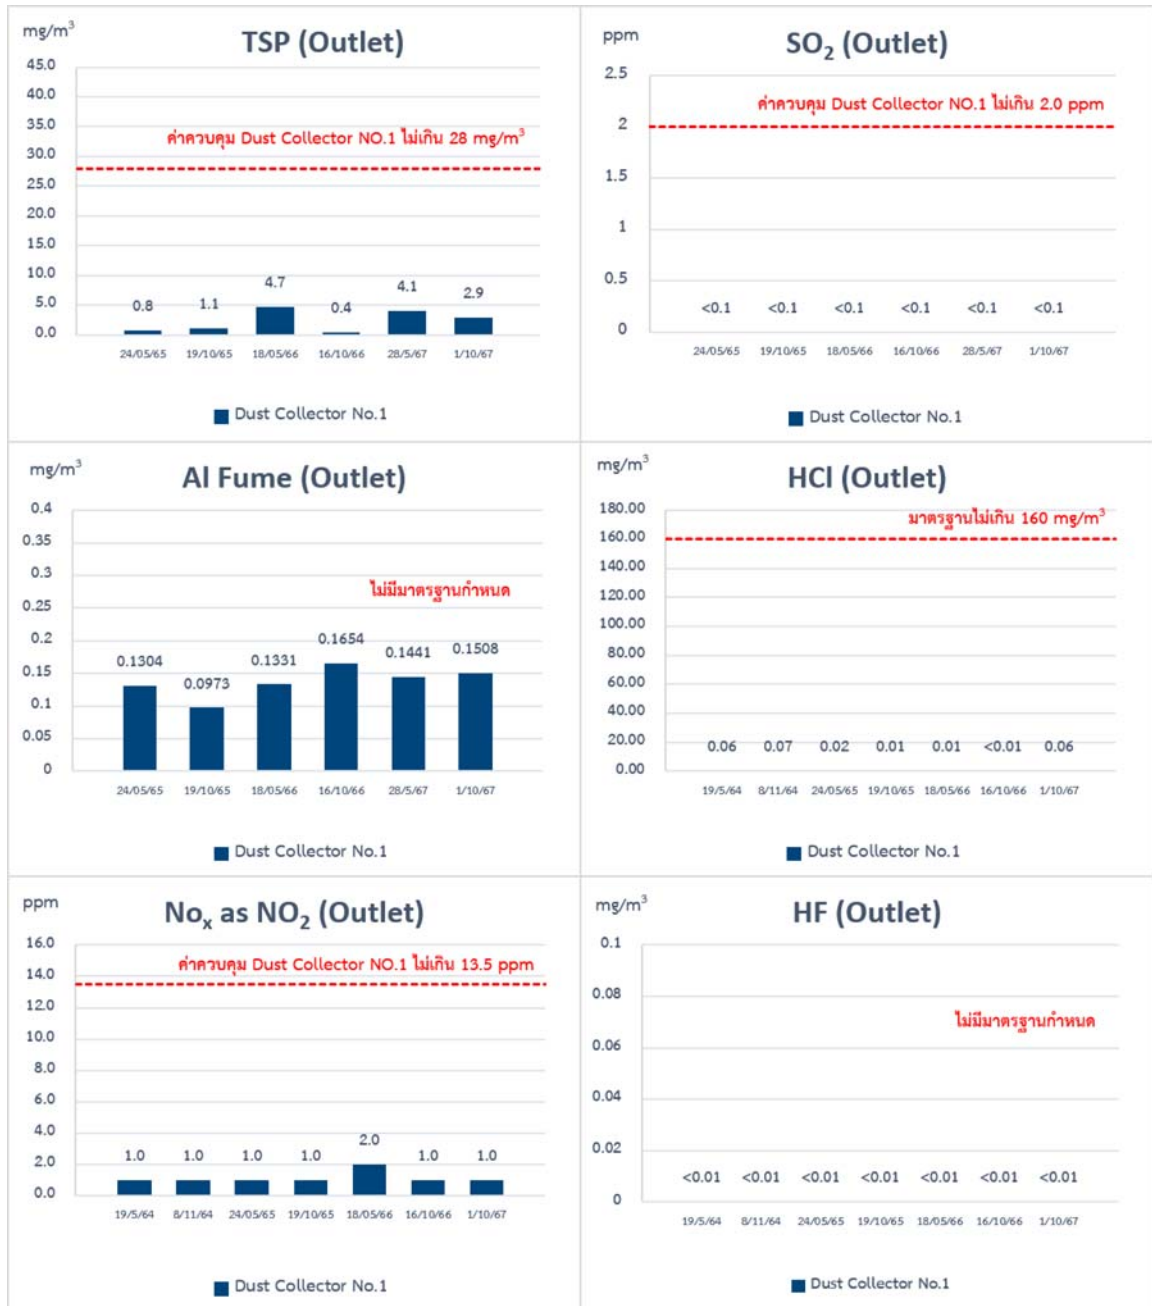 mg/m³
TSP (Outlet)
45.0
40.0
35.0
ค่าควบคุม Dust Collector NO.1 ไม่เกิน 28 mg/m³
30.0
25.0
20.0
15.0
10.0
5.0
0.0
0.8 1.1 4.7 0.4 4.1 2.9
24/05/65 19/10/65 18/05/66 16/10/66 28/5/67 1/10/67
Dust Collector No.1
ppm
SO₂ (Outlet)
2.5
ค่าควบคุม Dust Collector NO.1 ไม่เกิน 2.0 ppm
2
1.5
1
0.5
0
<0.1 <0.1 <0.1 <0.1 <0.1 <0.1
24/05/65 19/10/65 18/05/66 16/10/66 28/5/67 1/10/67
Dust Collector No.1
mg/m³
Al Fume (Outlet)
0.4
0.35
0.3
ไม่มีมาตรฐานกำหนด
0.25
0.2
0.15
0.1
0.05
0
0.1304 0.0973 0.1331 0.1654 0.1441 0.1508
24/05/65 19/10/65 18/05/66 16/10/66 28/5/67 1/10/67
Dust Collector No.1
mg/m³
HCl (Outlet)
180.00
มาตรฐานไม่เกิน 160 mg/m³
160.00
140.00
120.00
100.00
80.00
60.00
40.00
20.00
0.00
0.06 0.07 0.02 0.01 0.01 <0.01 0.06
19/5/64 8/11/64 24/05/65 19/10/65 18/05/66 16/10/66 1/10/67
Dust Collector No.1
ppm
Noₓ as NO₂ (Outlet)
16.0
ค่าควบคุม Dust Collector NO.1 ไม่เกิน 13.5 ppm
14.0
12.0
10.0
8.0
6.0
4.0
2.0
0.0
1.0 1.0 1.0 1.0 2.0 1.0 1.0
19/5/64 8/11/64 24/05/65 19/10/65 18/05/66 16/10/66 1/10/67
Dust Collector No.1
mg/m³
HF (Outlet)
0.1
0.08
ไม่มีมาตรฐานกำหนด
0.06
0.04
0.02
0
<0.01 <0.01 <0.01 <0.01 <0.01 <0.01 <0.01
19/5/64 8/11/64 24/05/65 19/10/65 18/05/66 16/10/66 1/10/67
Dust Collector No.1